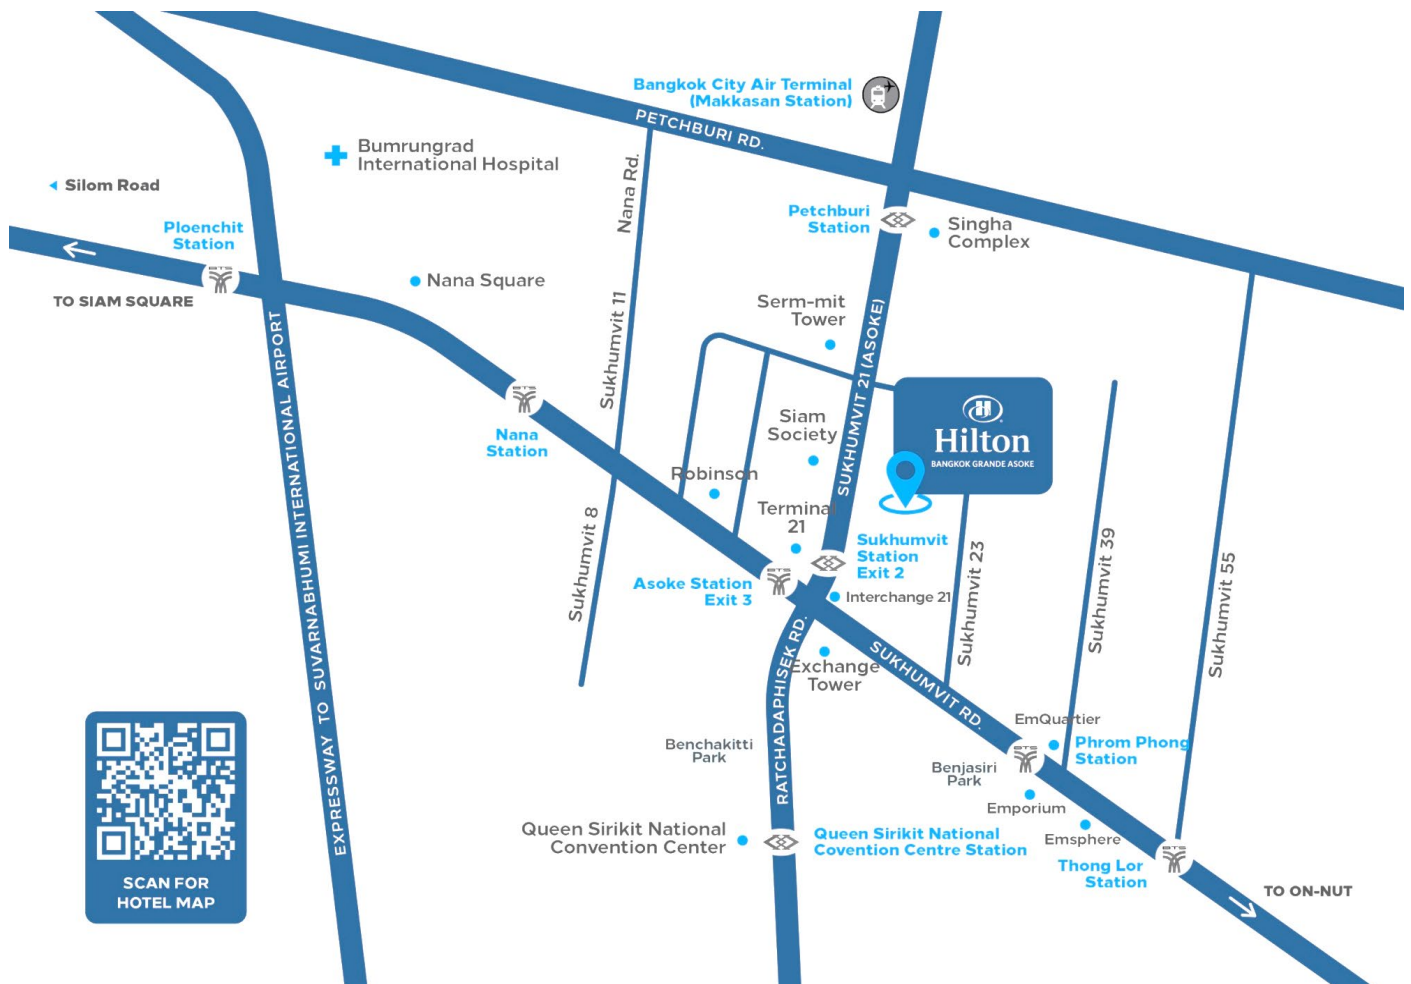 Bangkok City Air Terminal
(Makkasan Station)
PETCHBURI RD.
Bumrungrad
International Hospital
Silom Road
Nana Rd.
Ploenchit
Station
Petchburi
Station
Singha
Complex
TO SIAM SQUARE
Nana Square
Sukhumvit 11
Serm-mit
Tower
SUKHUMVIT 21 (ASOKE)
EXPRESSWAY TO SUVARNABHUMI INTERNATIONAL AIRPORT
BTS
BTS
Nana
Station
Siam
Society
H
Hilton
BANGKOK GRANDE ASOKE
Robinson
Terminal
21
Sukhumvit 8
Sukhumvit
Station
Exit 2
Sukhumvit 23
Sukhumvit 39
Sukhumvit 55
BTS
Asoke Station
Exit 3
Interchange 21
RATCHADAPHISEK RD.
SUKHUMVIT RD.
Exchange
Tower
EmQuartier
Benchakitti
Park
BTS
Phrom Phong
Station
Benjasiri
Park
Emporium
Emsphere
Queen Sirikit National
Convention Center
Queen Sirikit National
Covention Centre Station
BTS
Thong Lor
Station
TO ON-NUT
SCAN FOR
HOTEL MAP